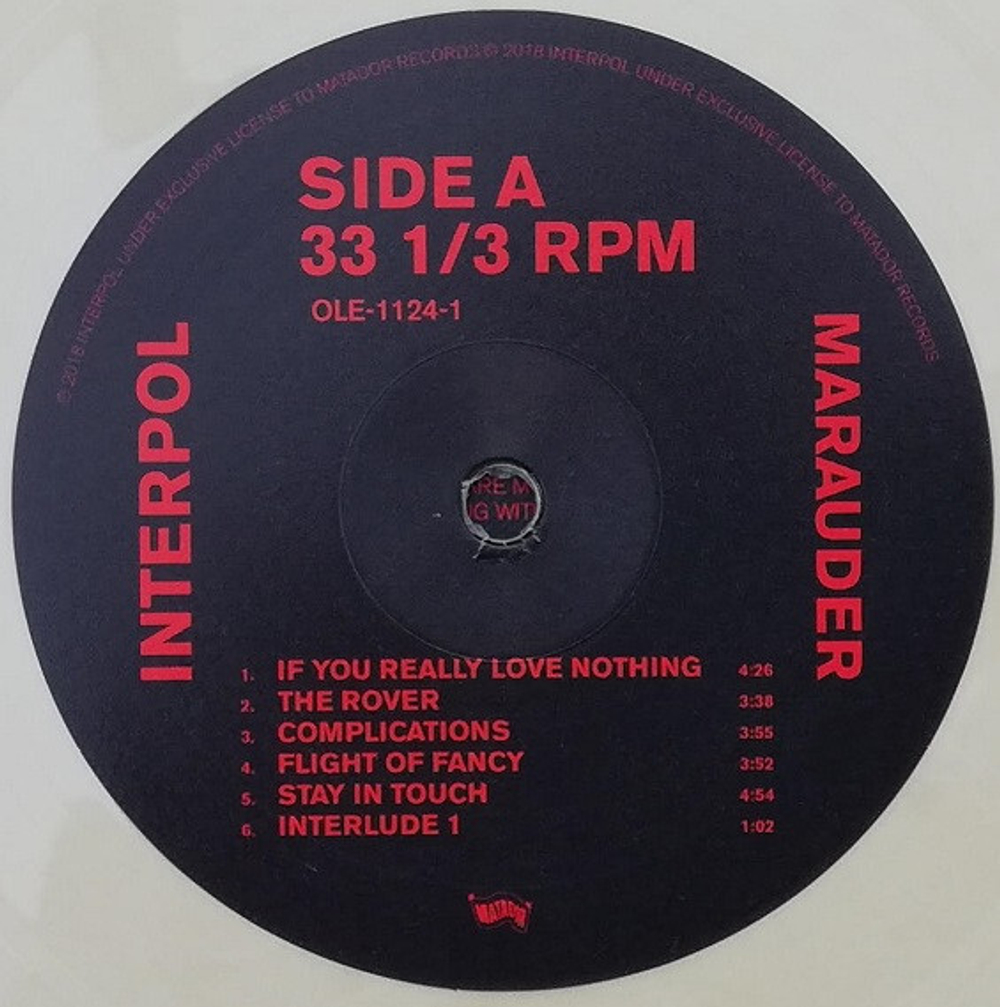 ℗ 2018 INTERPOL UNDER EXCLUSIVE LICENSE TO MATADOR RECORDS © 2018 INTERPOL UNDER EXCLUSIVE LICENSE TO MATADOR RECORDS
SIDE A
33 1/3 RPM
OLE-1124-1
INTERPOL
MARAUDER
RE M
G WIT
1. IF YOU REALLY LOVE NOTHING 4:26
2. THE ROVER 3:38
3. COMPLICATIONS 3:55
4. FLIGHT OF FANCY 3:52
5. STAY IN TOUCH 4:54
6. INTERLUDE 1 1:02
MATADOR